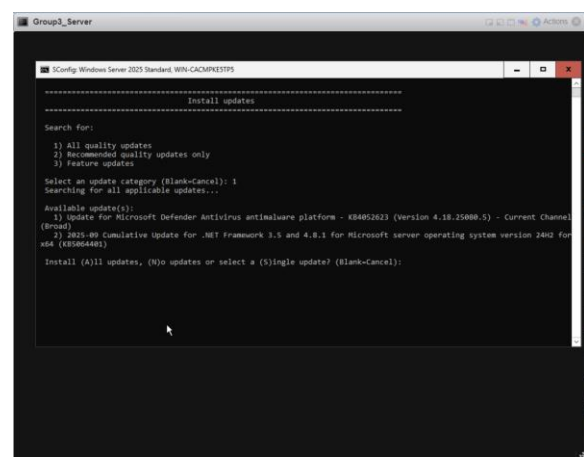 Group3_Server
Actions
SConfig: Windows Server 2025 Standard, WIN-CACMPKESTP5
================================================================================
Install updates
================================================================================
Search for:
1) All quality updates
2) Recommended quality updates only
3) Feature updates
Select an update category (Blank=Cancel): 1
Searching for all applicable updates...
Available update(s):
1) Update for Microsoft Defender Antivirus antimalware platform - KB4052623 (Version 4.18.25080.5) - Current Channel
(Broad)
2) 2025-09 Cumulative Update for .NET Framework 3.5 and 4.8.1 for Microsoft server operating system version 24H2 for
x64 (KB5064401)
Install (A)ll updates, (N)o updates or select a (S)ingle update? (Blank=Cancel):